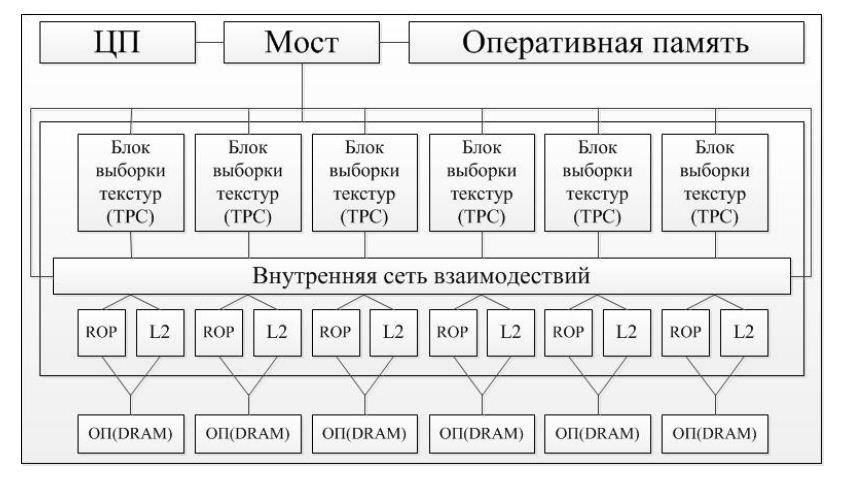 ЦП
Мост
Оперативная память
Блок
выборки
текстур
(TPC)
Блок
выборки
текстур
(TPC)
Блок
выборки
текстур
(TPC)
Блок
выборки
текстур
(TPC)
Блок
выборки
текстур
(TPC)
Блок
выборки
текстур
(TPC)
Внутренняя сеть взаимодествий
ROP
L2
ROP
L2
ROP
L2
ROP
L2
ROP
L2
ROP
L2
ОП(DRAM)
ОП(DRAM)
ОП(DRAM)
ОП(DRAM)
ОП(DRAM)
ОП(DRAM)